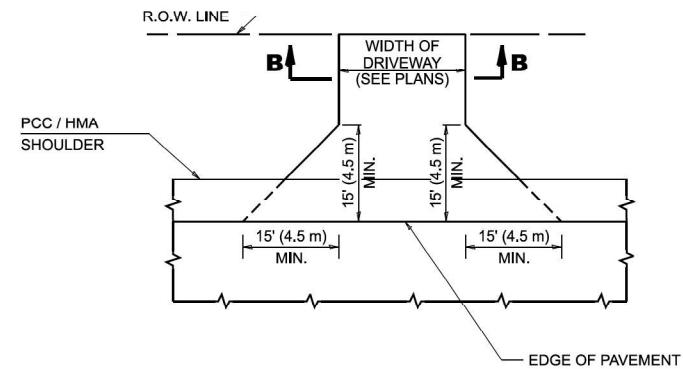 R.O.W. LINE
B
WIDTH OF
DRIVEWAY
(SEE PLANS)
B
PCC / HMA
SHOULDER
15' (4.5 m)
MIN.
15' (4.5 m)
MIN.
15' (4.5 m)
MIN.
15' (4.5 m)
MIN.
EDGE OF PAVEMENT